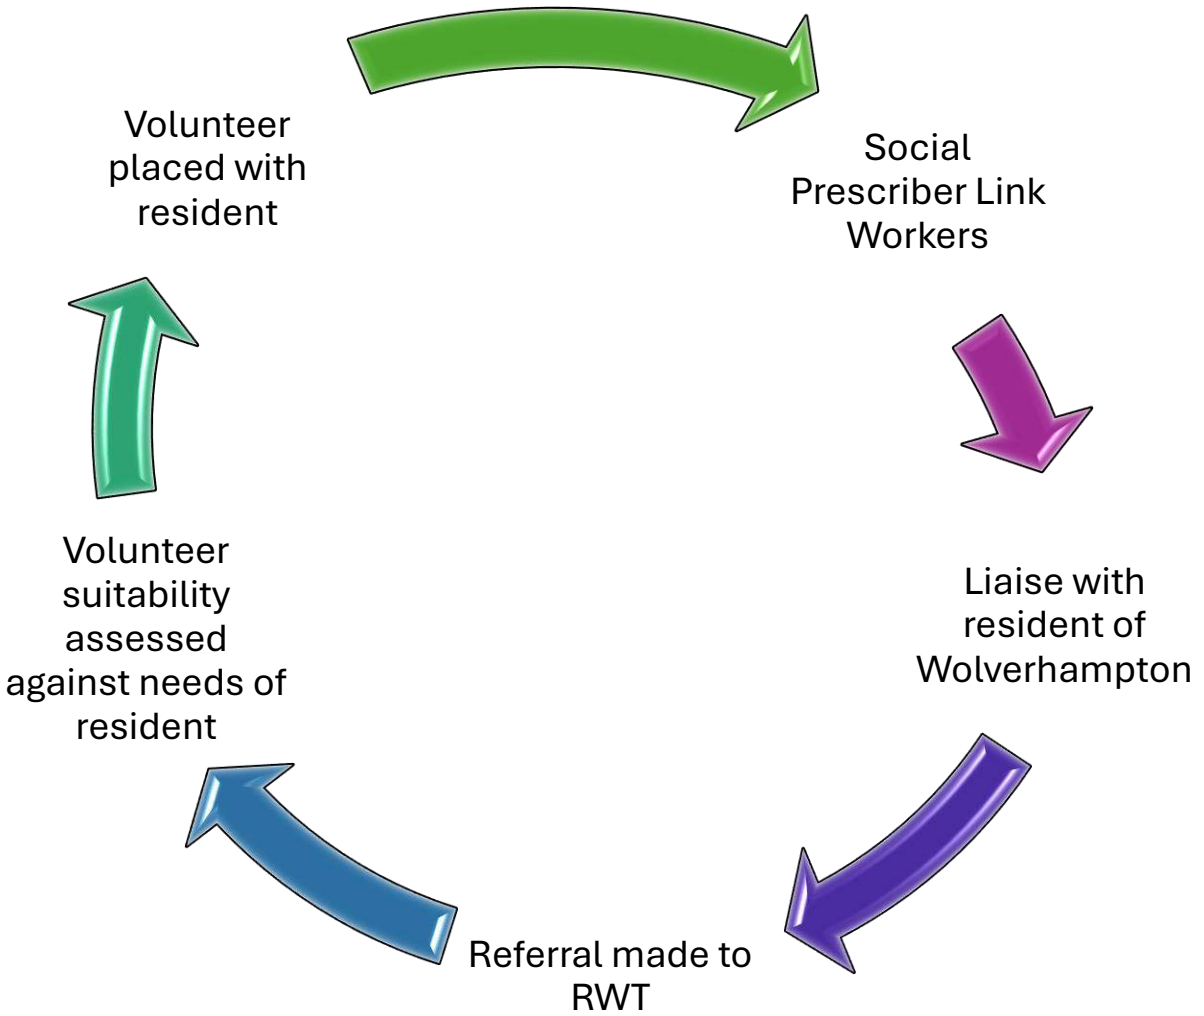 Volunteer
placed with
resident
Social
Prescriber Link
Workers
Liaise with
resident of
Wolverhampton
Referral made to
RWT
Volunteer
suitability
assessed
against needs of
resident